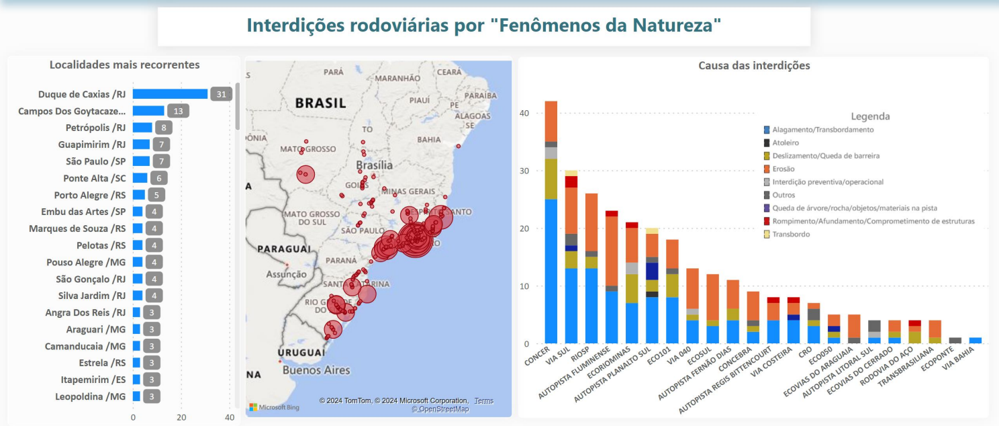 Interdições rodoviárias por "Fenômenos da Natureza"
Localidades mais recorrentes
Duque de Caxias /RJ 31
Campos Dos Goytacaze... 13
Petrópolis /RJ 8
Guapimirim /RJ 7
São Paulo /SP 7
Ponte Alta /SC 6
Porto Alegre /RS 5
Embu das Artes /SP 4
Marques de Souza /RS 4
Pelotas /RS 4
Pouso Alegre /MG 4
São Gonçalo /RJ 4
Silva Jardim /RJ 4
Angra Dos Reis /RJ 3
Araguari /MG 3
Camanducaia /MG 3
Estrela /RS 3
Itapemirim /ES 3
Leopoldina /MG 3
0 20 40
PARÁ
MARANHÃO
CEARÁ
BRASIL
PIAUÍ
PARAÍBA
PE
ALAGOAS
SE
TO
ÔNIA
MATO GROSSO
BAHIA
Brasília
A
GOIÁS
MINAS GERAIS
MATO GROSSO
DO SUL
SANTO
SÃO PAULO
PARAGUAI
PARANÁ
Assunção
SANTA CATARINA
RIO G DE
DO
URUGUAI
NA
Buenos Aires
Microsoft Bing
© 2024 TomTom, © 2024 Microsoft Corporation, Terms
© OpenStreetMap
Causa das interdições
40
30
20
10
0
Legenda
Alagamento/Transbordamento
Atoleiro
Deslizamento/Queda de barreira
Erosão
Interdição preventiva/operacional
Outros
Queda de árvore/rocha/objetos/materiais na pista
Rompimento/Afundamento/Comprometimento de estruturas
Transbordo
CONCER
VIA SUL
RIOSP
AUTOPISTA FLUMINENSE
ECORIOMINAS
AUTOPISTA PLANALTO SUL
ECO101
VIA 040
ECOSUL
AUTOPISTA FERNÃO DIAS
CONCEBRA
AUTOPISTA REGIS BITTENCOURT
VIA COSTEIRA
CRO
ECO050
ECOVIAS DO ARAGUAIA
AUTOPISTA LITORAL SUL
ECOVIAS DO CERRADO
RODOVIA DO AÇO
TRANSBRASILIANA
ECOPONTE
VIA BAHIA